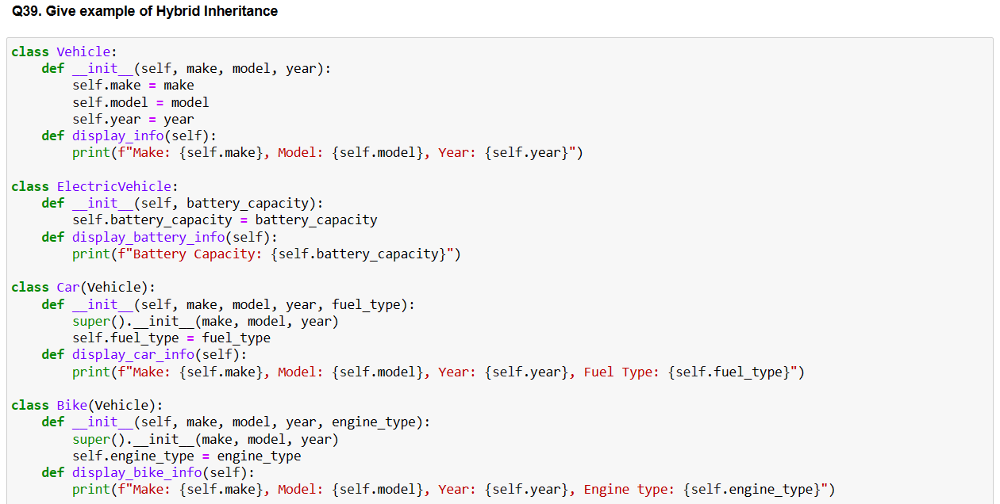 Q39. Give example of Hybrid Inheritance
class Vehicle:
    def __init__(self, make, model, year):
        self.make = make
        self.model = model
        self.year = year
    def display_info(self):
        print(f"Make: {self.make}, Model: {self.model}, Year: {self.year}")
class ElectricVehicle:
    def __init__(self, battery_capacity):
        self.battery_capacity = battery_capacity
    def display_battery_info(self):
        print(f"Battery Capacity: {self.battery_capacity}")
class Car(Vehicle):
    def __init__(self, make, model, year, fuel_type):
        super().__init__(make, model, year)
        self.fuel_type = fuel_type
    def display_car_info(self):
        print(f"Make: {self.make}, Model: {self.model}, Year: {self.year}, Fuel Type: {self.fuel_type}")
class Bike(Vehicle):
    def __init__(self, make, model, year, engine_type):
        super().__init__(make, model, year)
        self.engine_type = engine_type
    def display_bike_info(self):
        print(f"Make: {self.make}, Model: {self.model}, Year: {self.year}, Engine type: {self.engine_type}")